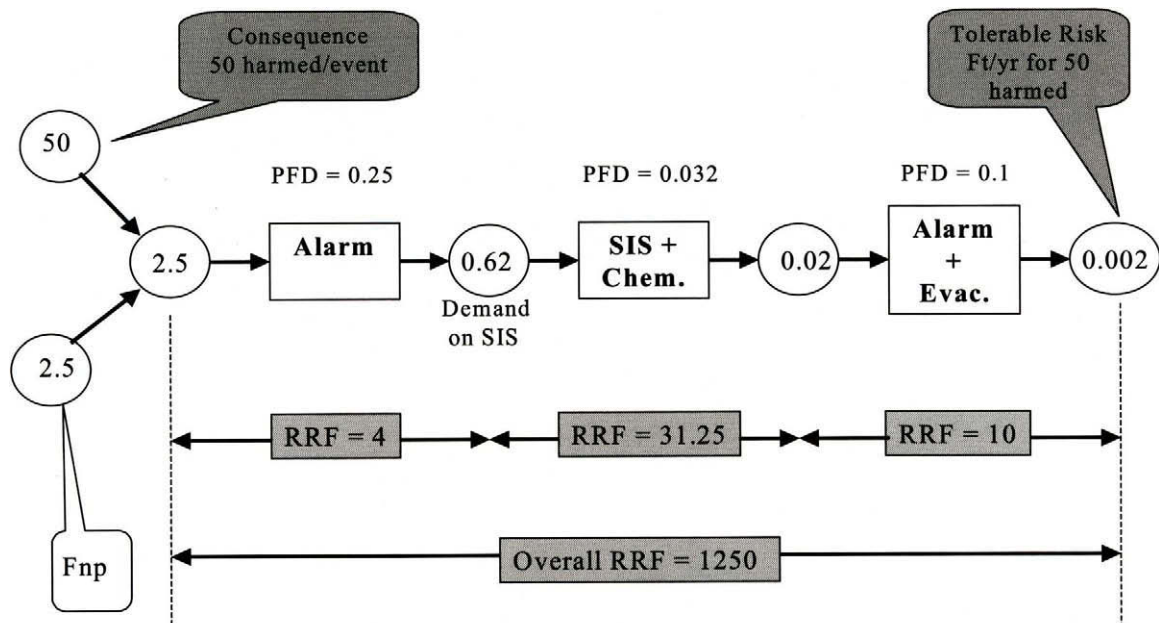 Consequence
50 harmed/event
Tolerable Risk
Ft/yr for 50
harmed
50
PFD = 0.25
PFD = 0.032
PFD = 0.1
2.5
Alarm
0.62
SIS +
Chem.
0.02
Alarm
+
Evac.
0.002
Demand
on SIS
2.5
RRF = 4
RRF = 31.25
RRF = 10
Fnp
Overall RRF = 1250